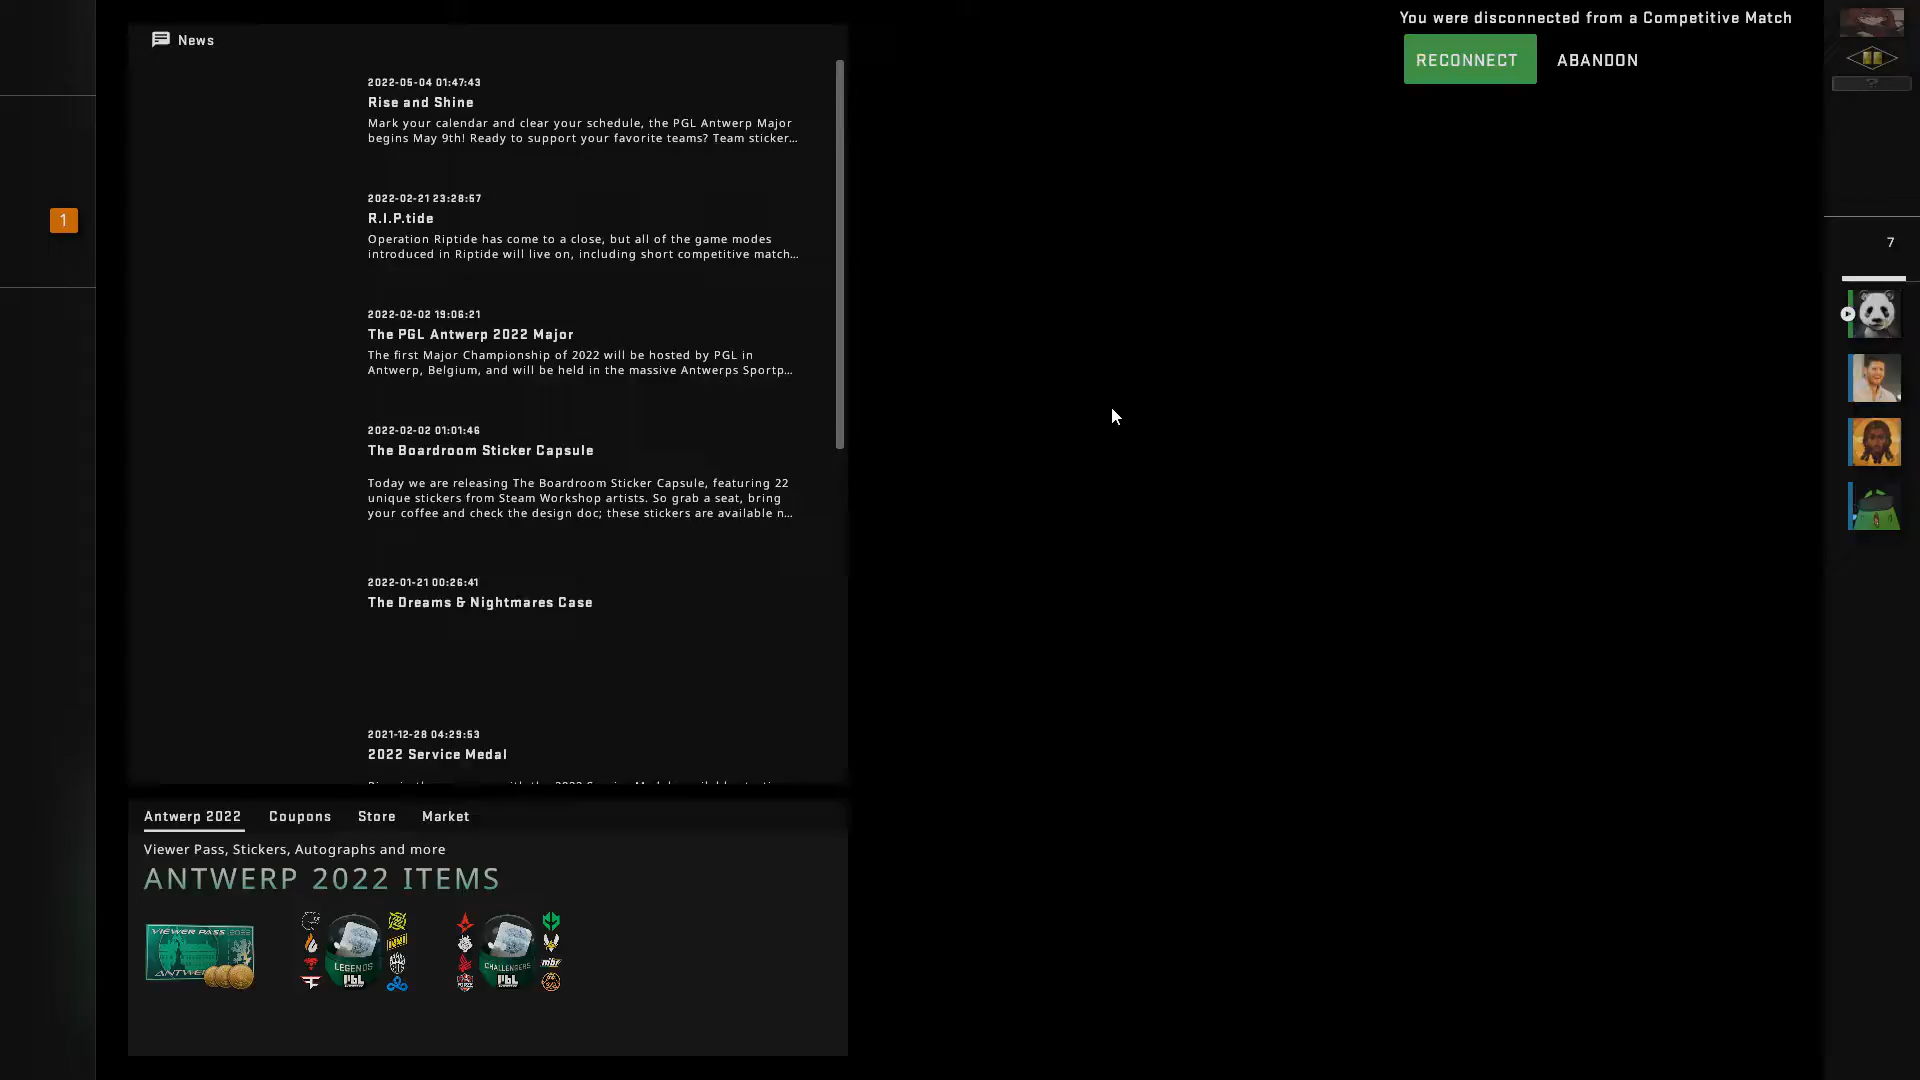 You were disconnected from a Competitive Match
RECONNECT
ABANDON
News
2022-05-04 01:47:43
Rise and Shine
Mark your calendar and clear your schedule, the PGL Antwerp Major
begins May 9th! Ready to support your favorite teams? Team sticker...
2022-02-21 23:28:57
R.I.P.tide
Operation Riptide has come to a close, but all of the game modes
introduced in Riptide will live on, including short competitive match...
2022-02-02 19:06:21
The PGL Antwerp 2022 Major
The first Major Championship of 2022 will be hosted by PGL in
Antwerp, Belgium, and will be held in the massive Antwerps Sportp...
2022-02-02 01:01:46
The Boardroom Sticker Capsule
Today we are releasing The Boardroom Sticker Capsule, featuring 22
unique stickers from Steam Workshop artists. So grab a seat, bring
your coffee and check the design doc; these stickers are available n...
2022-01-21 00:26:41
The Dreams & Nightmares Case
2021-12-28 04:29:53
2022 Service Medal
1
7
?
Antwerp 2022
Coupons
Store
Market
Viewer Pass, Stickers, Autographs and more
ANTWERP 2022 ITEMS
VIEWER PASS 2022
ANTWE
LEGENDS
PGL
CHALLENGERS
PGL
mibr